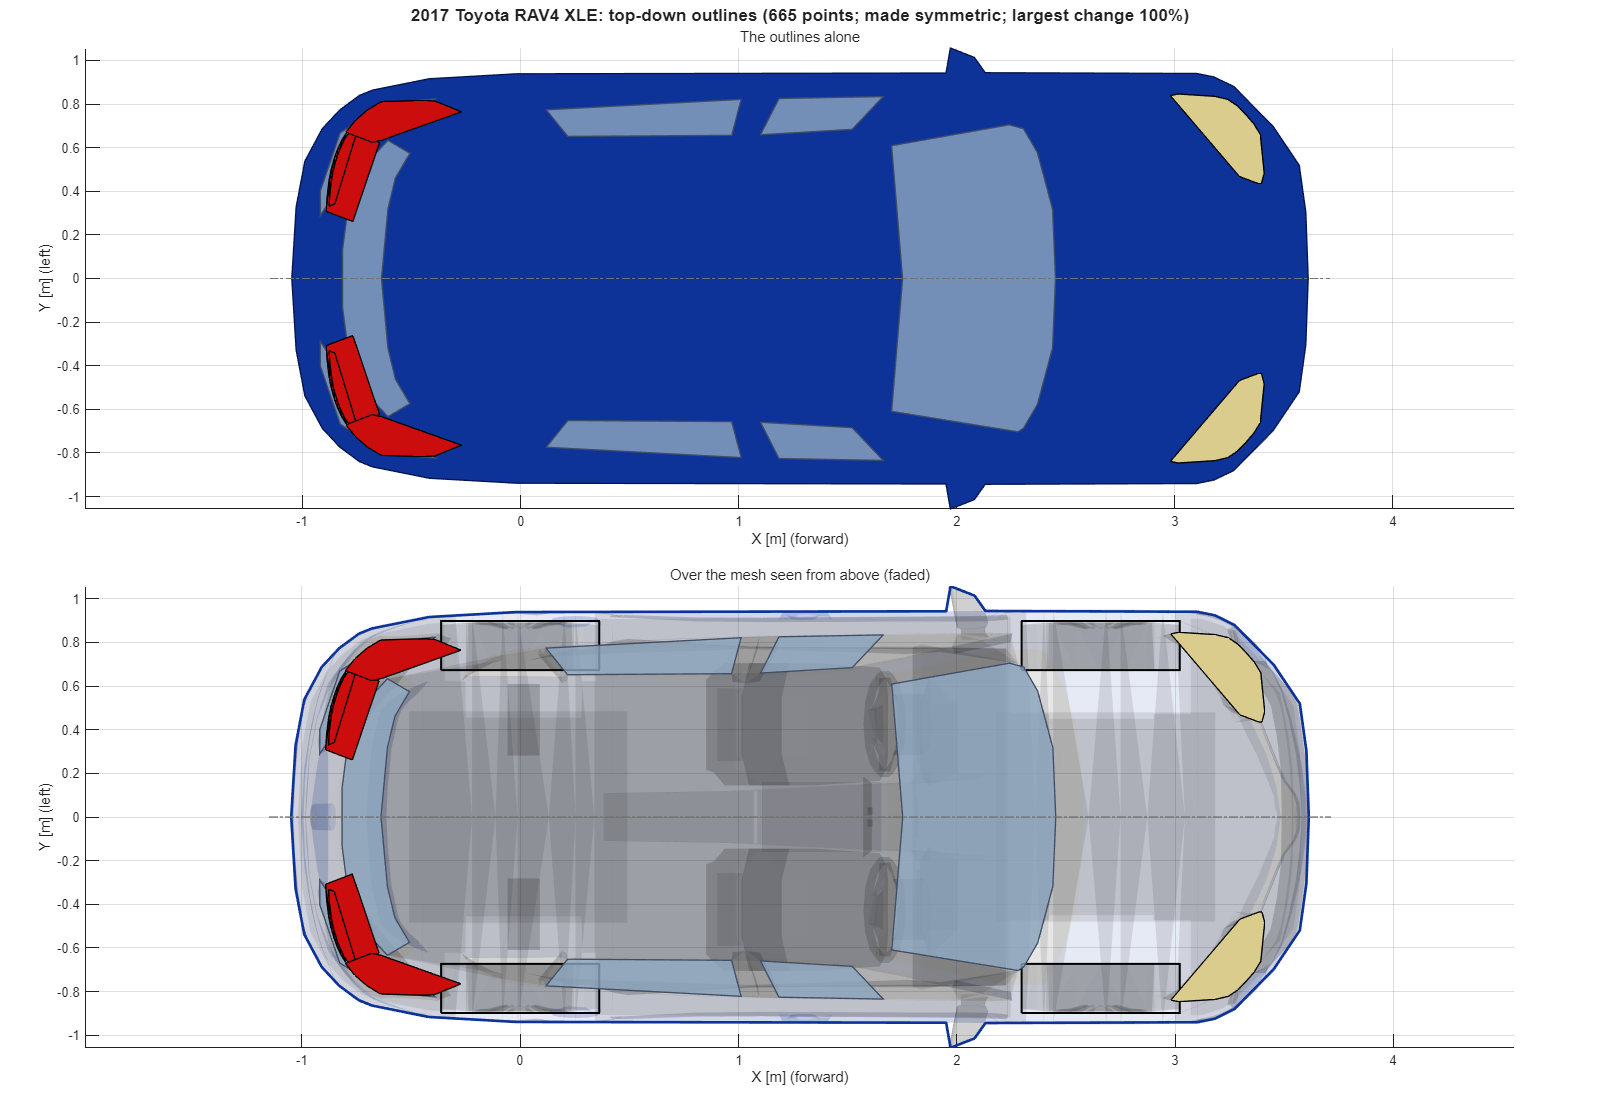 2017 Toyota RAV4 XLE: top-down outlines (665 points; made symmetric; largest change 100%)
The outlines alone
1
0.8
0.6
0.4
0.2
0
-0.2
-0.4
-0.6
-0.8
-1
Y [m] (left)
-1 0 1 2 3 4
X [m] (forward)
Over the mesh seen from above (faded)
1
0.8
0.6
0.4
0.2
0
-0.2
-0.4
-0.6
-0.8
-1
Y [m] (left)
-1 0 1 2 3 4
X [m] (forward)